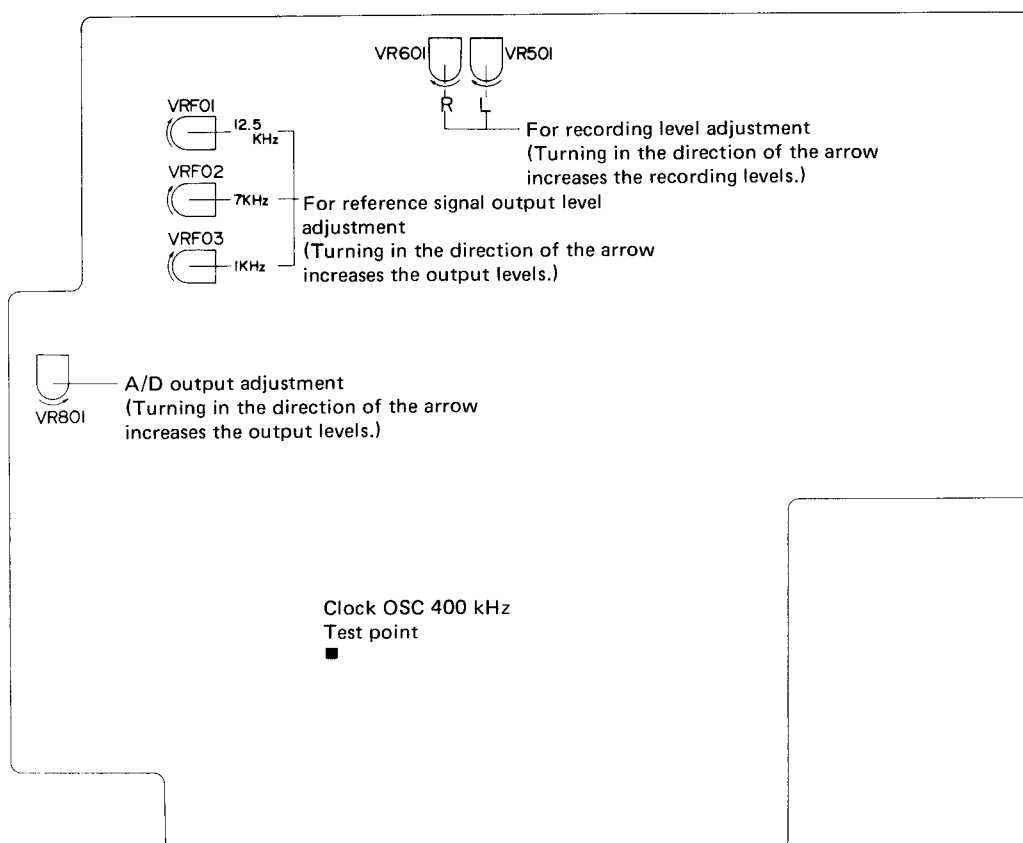 VR601
VR501
R L
For recording level adjustment
(Turning in the direction of the arrow
increases the recording levels.)
VRF01
12.5
KHz
VRF02
7KHz
For reference signal output level
adjustment
(Turning in the direction of the arrow
increases the output levels.)
VRF03
1KHz
A/D output adjustment
(Turning in the direction of the arrow
increases the output levels.)
VR801
Clock OSC 400 kHz
Test point